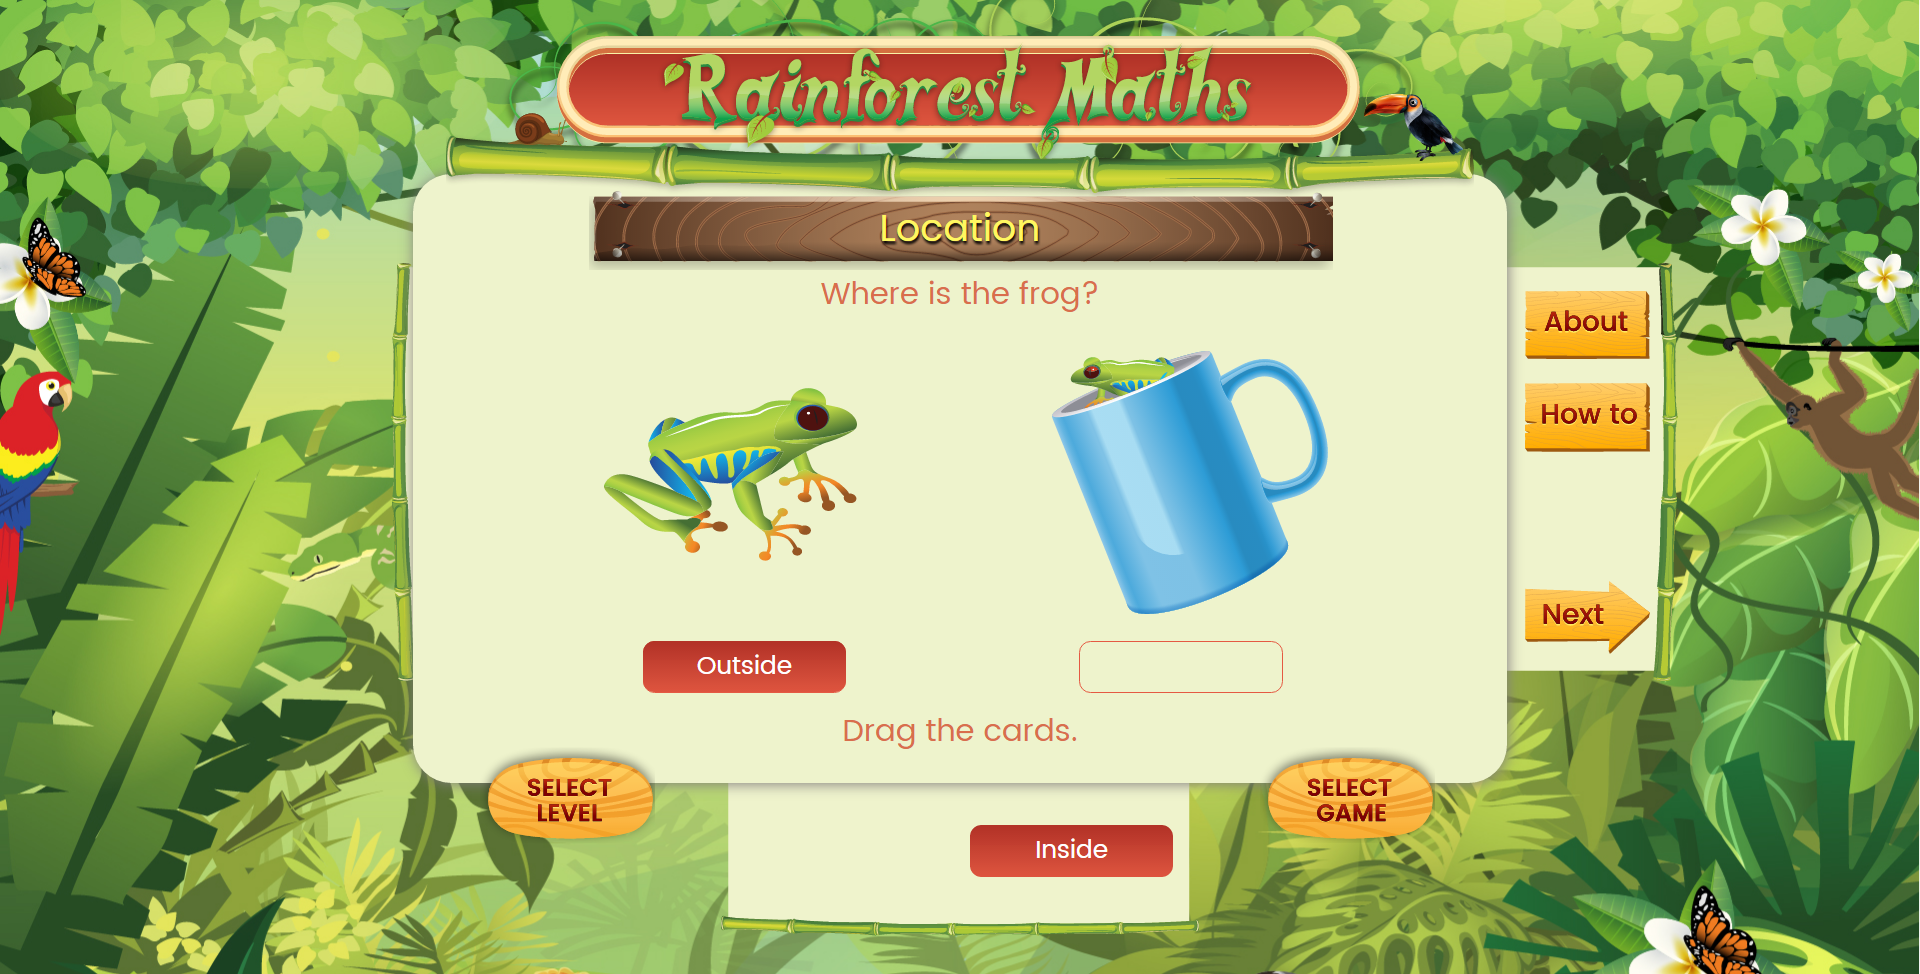 Rainforest Maths
Location
Where is the frog?
About
How to
Next
Outside
Drag the cards.
SELECT
LEVEL
SELECT
GAME
Inside